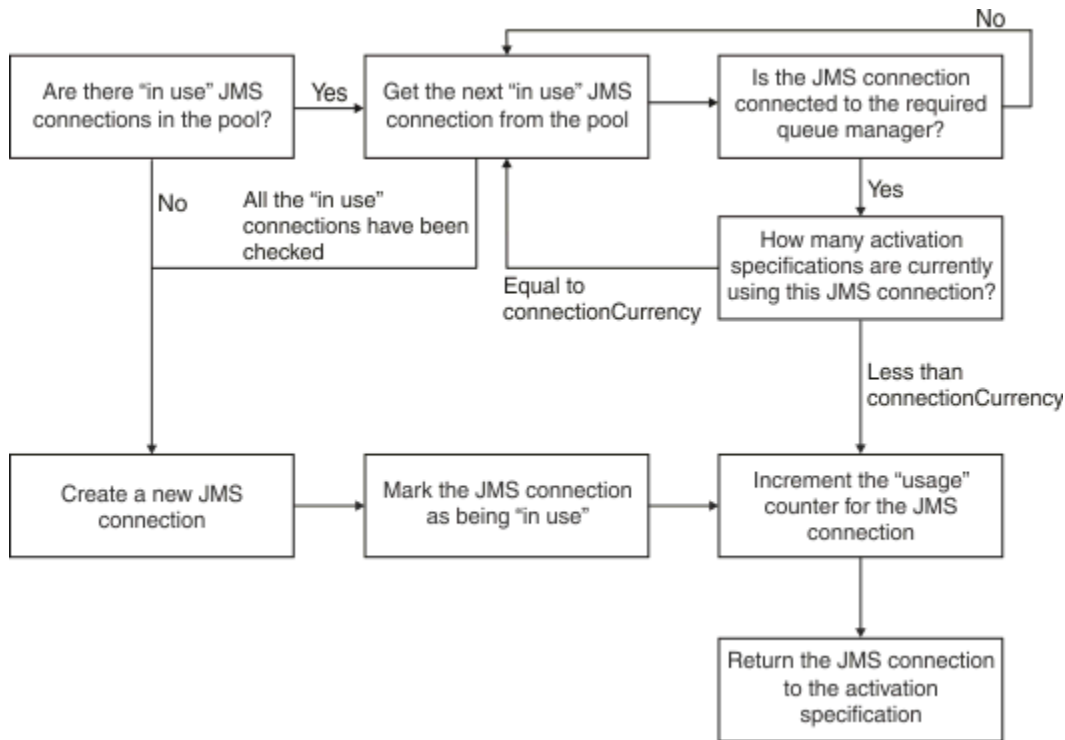 No
Are there “in use” JMS
connections in the pool?
Yes
Get the next “in use” JMS
connection from the pool
Is the JMS connection
connected to the required
queue manager?
No
All the “in use”
connections have been
checked
Yes
How many activation
specifications are currently
using this JMS connection?
Equal to
connectionCurrency
Less than
connectionCurrency
Create a new JMS
connection
Mark the JMS connection
as being “in use”
Increment the “usage”
counter for the JMS
connection
Return the JMS connection
to the activation
specification